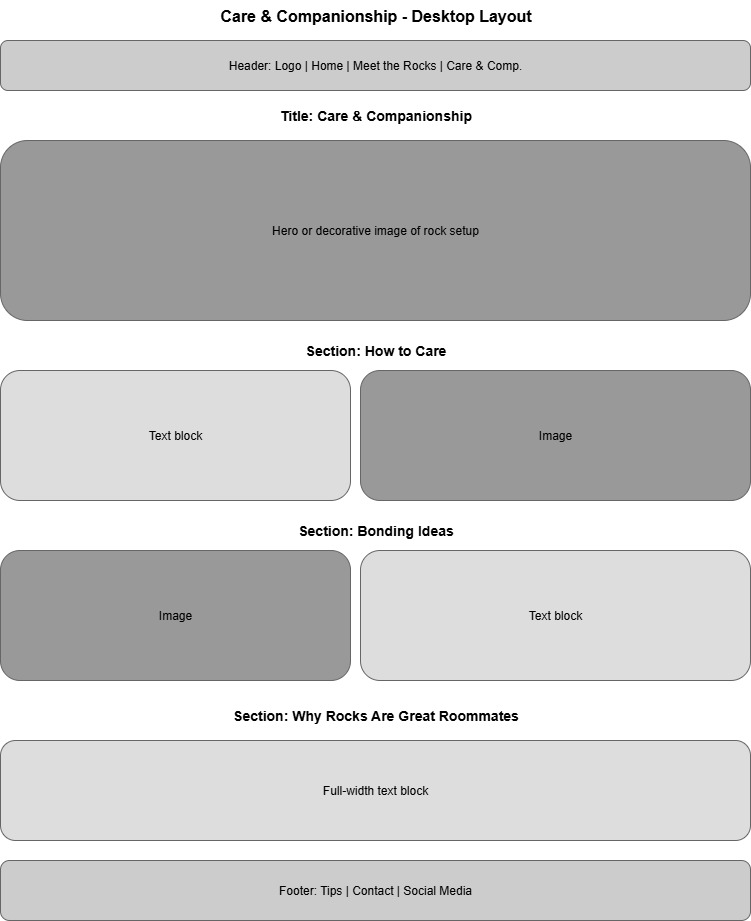 Care & Companionship - Desktop Layout
Header: Logo | Home | Meet the Rocks | Care & Comp.
Title: Care & Companionship
Hero or decorative image of rock setup
Section: How to Care
Text block
Image
Section: Bonding Ideas
Image
Text block
Section: Why Rocks Are Great Roommates
Full-width text block
Footer: Tips | Contact | Social Media